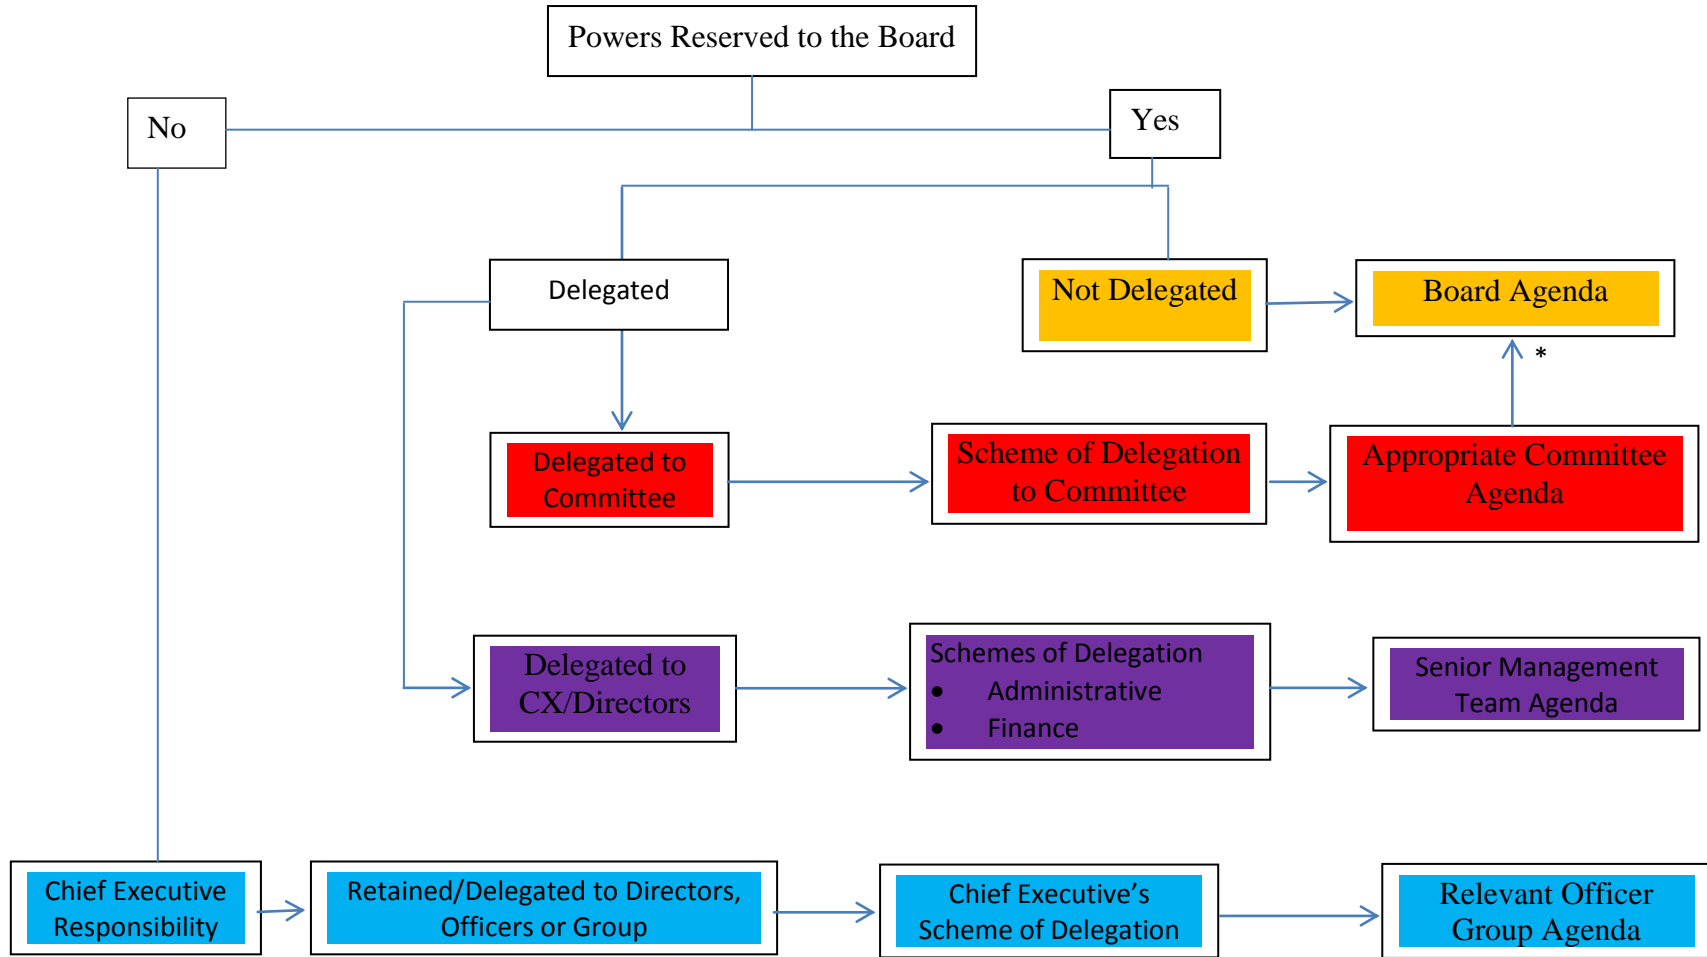 Powers Reserved to the Board
No
Yes
Delegated
Not Delegated
Board Agenda
*
Delegated to
Committee
Scheme of Delegation
to Committee
Appropriate Committee
Agenda
Delegated to
CX/Directors
Schemes of Delegation
• Administrative
• Finance
Senior Management
Team Agenda
Chief Executive
Responsibility
Retained/Delegated to Directors,
Officers or Group
Chief Executive’s
Scheme of Delegation
Relevant Officer
Group Agenda